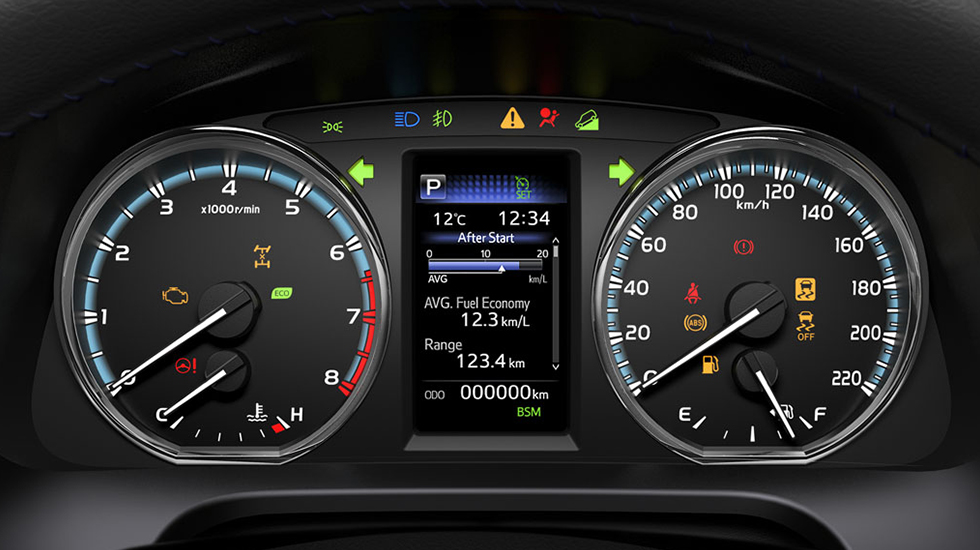 0
1
2
3
4
5
6
7
8
x1000r/min
ECO
C
H
P
SET
12°C 12:34
After Start
0 10 20
AVG km/L
AVG. Fuel Economy
12.3 km/L
Range
123.4 km
ODO 000000km
BSM
0
20
40
60
80
100
120
140
160
180
200
220
km/h
ABS
OFF
E
F